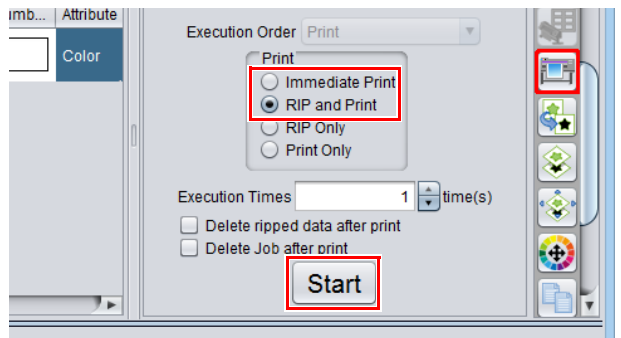 Attribute
Color
Execution Order Print
Print
Immediate Print
RIP and Print
RIP Only
Print Only
Execution Times 1 time(s)
Delete ripped data after print
Delete Job after print
Start